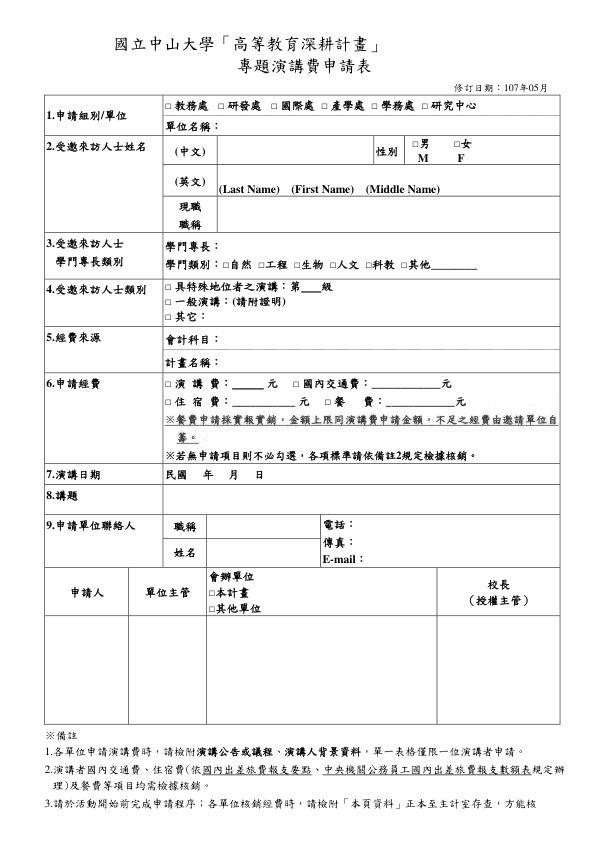 國立中山大學「高等教育深耕計畫」
專題演講費申請表
修訂日期：107年05月
1.申請組別/單位
□ 教務處 □ 研發處 □ 國際處 □ 產學處 □ 學務處 □ 研究中心
單位名稱：
2.受邀來訪人士姓名
(中文)
性別
□男 □女
M F
(英文)
(Last Name) (First Name) (Middle Name)
現職
職稱
3.受邀來訪人士
學門專長類別
學門專長：
學門類別：□自然 □工程 □生物 □人文 □科教 □其他________
4.受邀來訪人士類別
□ 具特殊地位者之演講：第___級
□ 一般演講：(請附證明)
□ 其它：
5.經費來源
會計科目：
計畫名稱：
6.申請經費
□ 演 講 費：_____ 元 □ 國內交通費：____________元
□ 住 宿 費：___________ 元 □ 餐 費：____________元
※餐費申請採實報實銷，金額上限同演講費申請金額，不足之經費由邀請單位自
籌。
※若無申請項目則不必勾選，各項標準請依備註2規定檢據核銷。
7.演講日期
民國 年 月 日
8.講題
9.申請單位聯絡人
職稱
姓名
電話：
傳真：
E-mail：
申請人
單位主管
會辦單位
□本計畫
□其他單位
校長
（授權主管）
※備註
1.各單位申請演講費時，請檢附演講公告或議程、演講人背景資料，單一表格僅限一位演講者申請。
2.演講者國內交通費、住宿費(依國內出差旅費報支要點、中央機關公務員工國內出差旅費報支數額表規定辦
理)及餐費等項目均需檢據核銷。
3.請於活動開始前完成申請程序；各單位核銷經費時，請檢附「本頁資料」正本至主計室存查，方能核